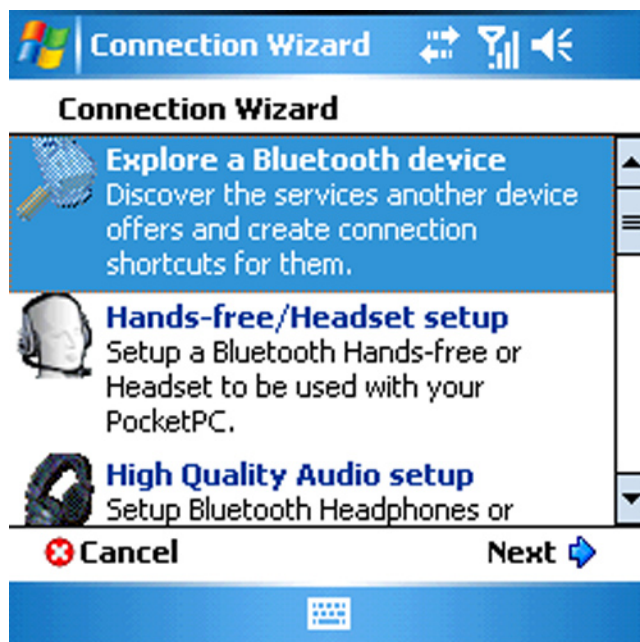 Connection Wizard
Connection Wizard
Explore a Bluetooth device
Discover the services another device
offers and create connection
shortcuts for them.
Hands-free/Headset setup
Setup a Bluetooth Hands-free or
Headset to be used with your
PocketPC.
High Quality Audio setup
Setup Bluetooth Headphones or
Cancel
Next